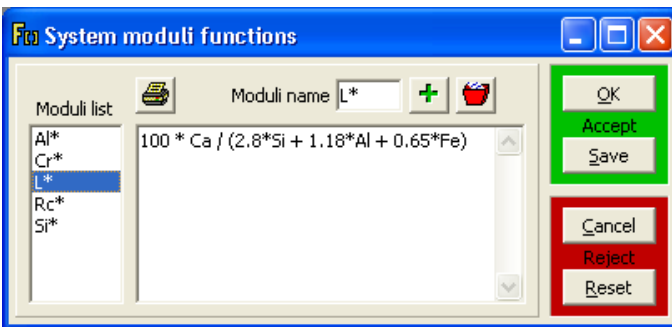 F[] System moduli functions
Moduli list
Moduli name L*
OK
Accept
Save
Al*
Cr*
L*
Rc*
Si*
100 * Ca / (2.8*Si + 1.18*Al + 0.65*Fe)
Cancel
Reject
Reset